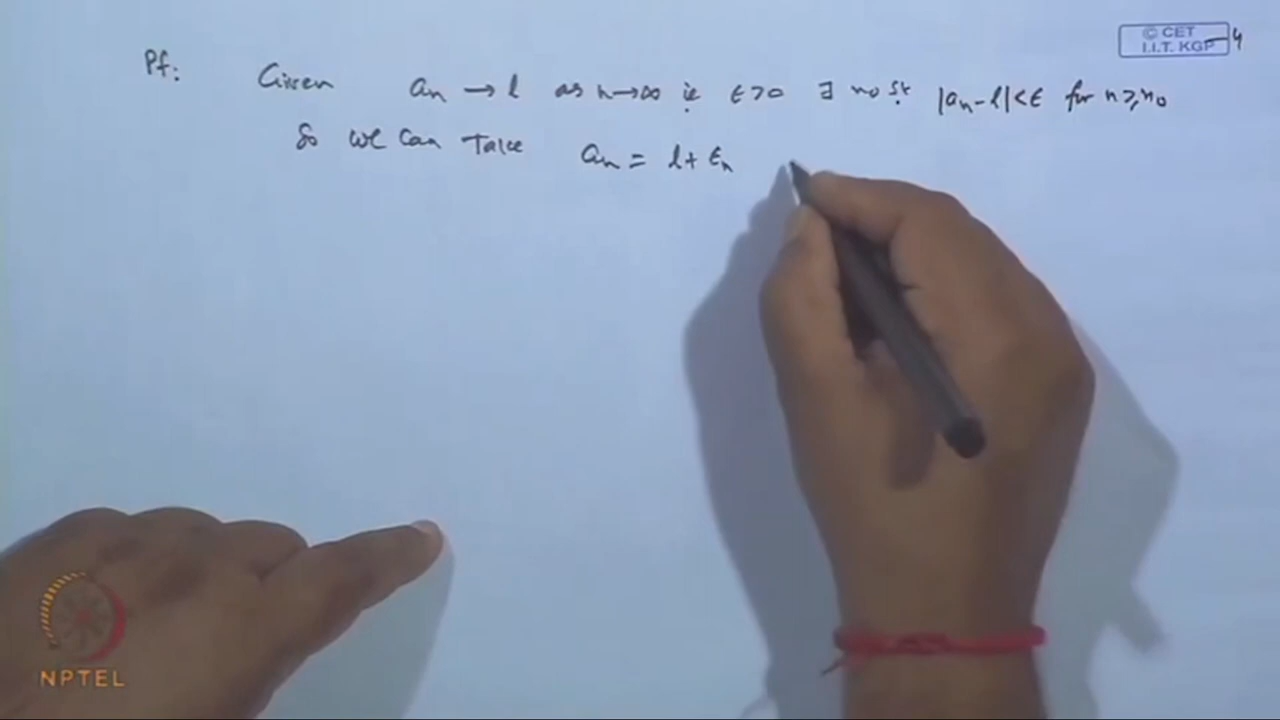 © CET
I.I.T. KGP
4
Pf: Given an → l as n→∞ ie ε>0 ∃ n0 st |an - l|<ε for n≥n0
So we can take an = l + εn
NPTEL